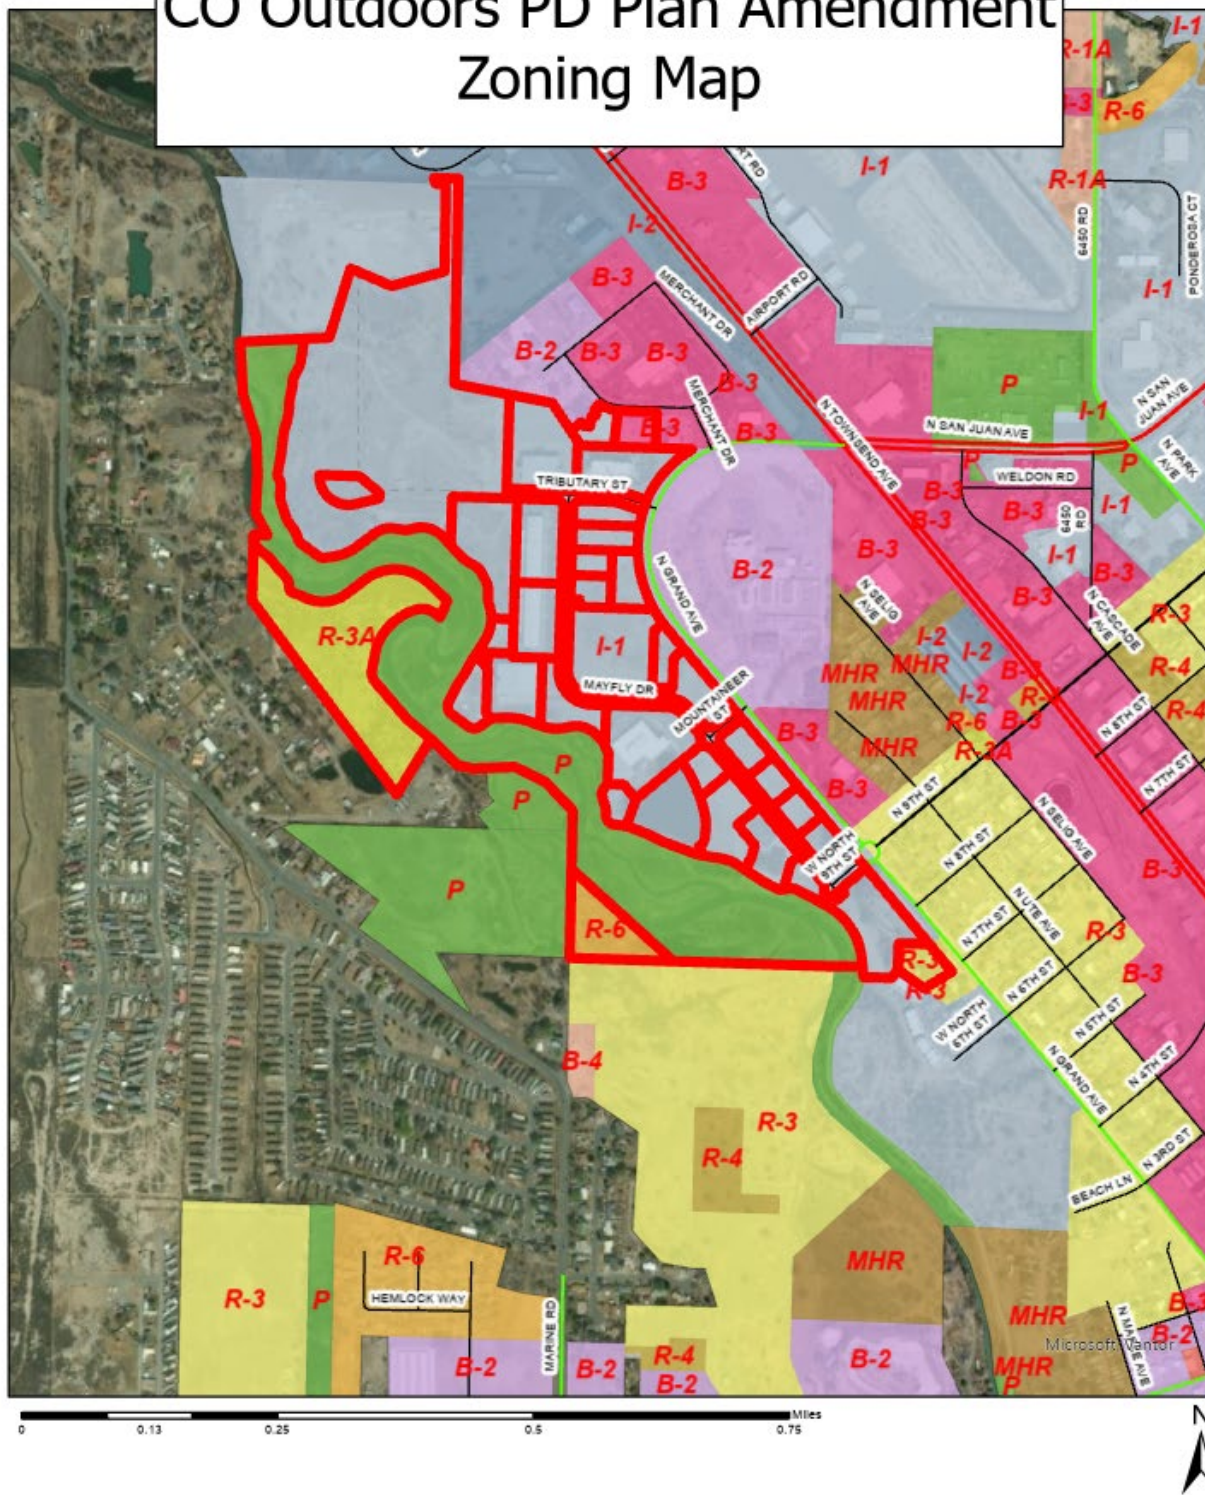 CO Outdoors PD Plan Amendment
Zoning Map
I-1
R-1A
B-3
R-6
I-1
B-3
RT RD
R-1A
I-2
6450 RD
PONDEROSA CT
B-3
MERCHANT DR
AIRPORT RD
I-1
B-2
B-3
B-3
B-3
P
MERCHANT DR
N TOWNSEND AVE
I-1
N SAN JUAN AVE
B-3
B-3
N SAN JUAN AVE
P
P
N PARK AVE
TRIBUTARY ST
WELDON RD
B-3
B-3
B-3
6450 RD
I-1
I-1
B-3
B-2
N GRAND AVE
N SELIG AVE
B-3
B-3
N CASCADE AVE
R-3
R-3A
I-1
I-2
I-2
MHR
MHR
B-3
R-4
MAYFLY DR
MOUNTAINEER ST
MHR
I-2
R-6
B-3
N 8TH ST
R-4
B-3
MHR
R-3A
P
P
N 7TH ST
B-3
N 9TH ST
N SELIG AVE
W NORTH 9TH ST
N 8TH ST
B-3
P
N UTE AVE
R-6
N 7TH ST
R-3
R-3
R-3
N 6TH ST
B-3
W NORTH 6TH ST
N 5TH ST
B-4
N GRAND AVE
N 4TH ST
R-3
R-4
N 3RD ST
BEACH LN
R-6
MHR
R-3
P
HEMLOCK WAY
MARINE RD
MHR
B-3
N MAPLE AVE
B-2
Microsoft, Vantor
B-2
B-2
R-4
B-2
B-2
MHR
P
0
0.13
0.25
0.5
0.75
Miles
N